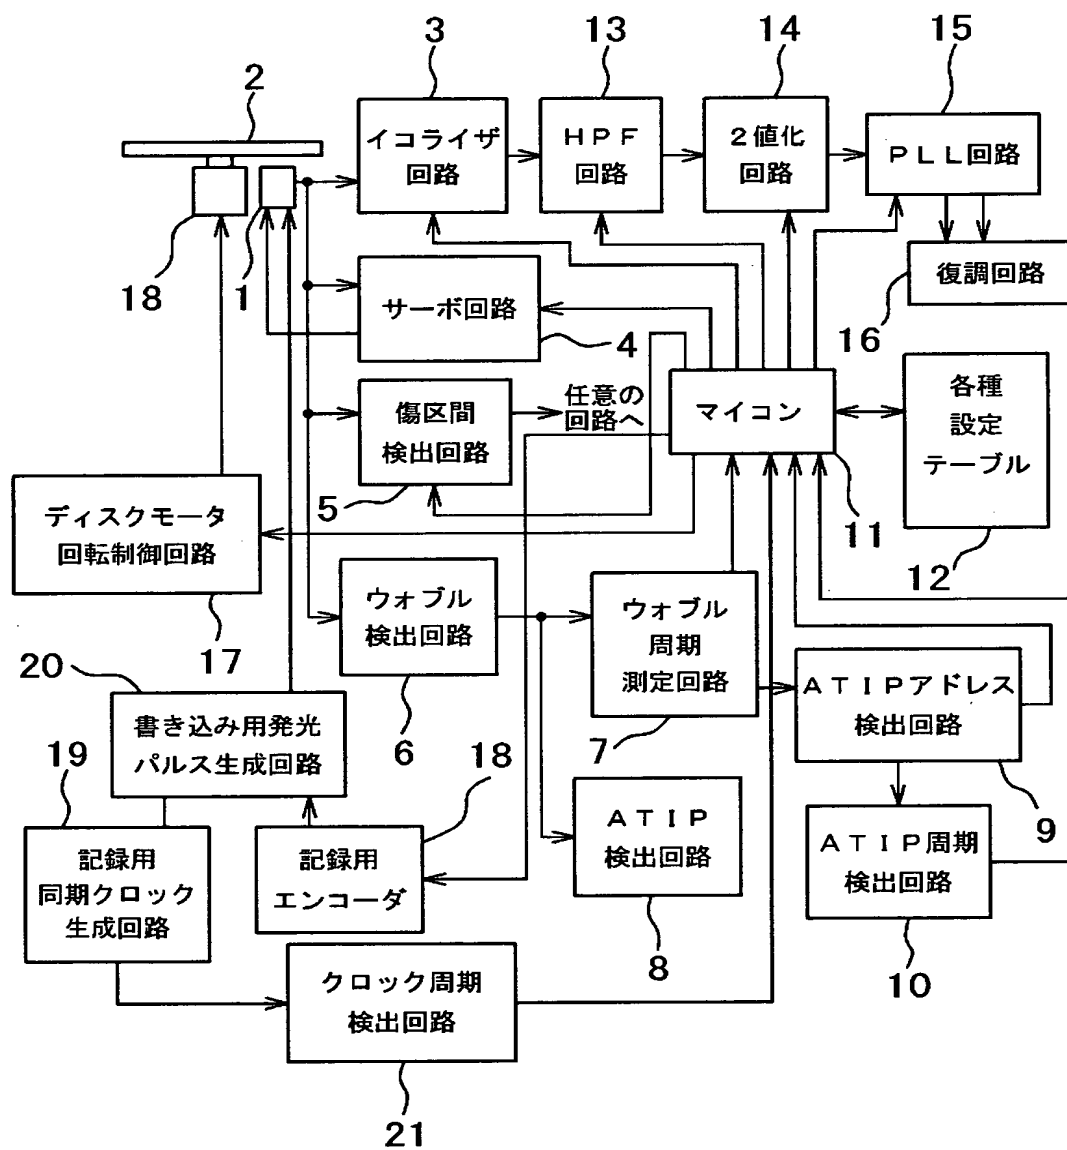 3
13
14
15
2
イコライザ
回路
ＨＰＦ
回路
２値化
回路
ＰＬＬ回路
18
1
復調回路
16
サーボ回路
4
傷区間
検出回路
5
任意の
回路へ
マイコン
11
各種
設定
テーブル
12
ディスクモータ
回転制御回路
17
ウォブル
検出回路
6
ウォブル
周期
測定回路
7
ＡＴＩＰアドレス
検出回路
9
20
書き込み用発光
パルス生成回路
19
記録用
同期クロック
生成回路
18
記録用
エンコーダ
ＡＴＩＰ
検出回路
8
ＡＴＩＰ周期
検出回路
10
クロック周期
検出回路
21